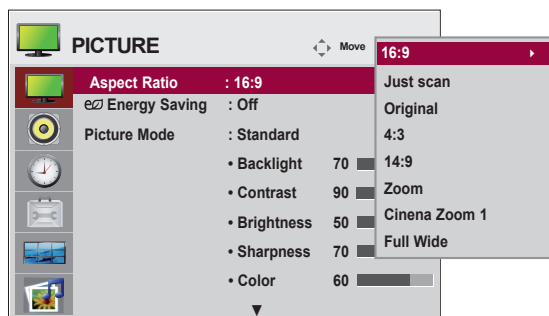 PICTURE
Move
Aspect Ratio : 16:9
Energy Saving : Off
Picture Mode : Standard
• Backlight 70
• Contrast 90
• Brightness 50
• Sharpness 70
• Color 60
▼
16:9
Just scan
Original
4:3
14:9
Zoom
Cinena Zoom 1
Full Wide